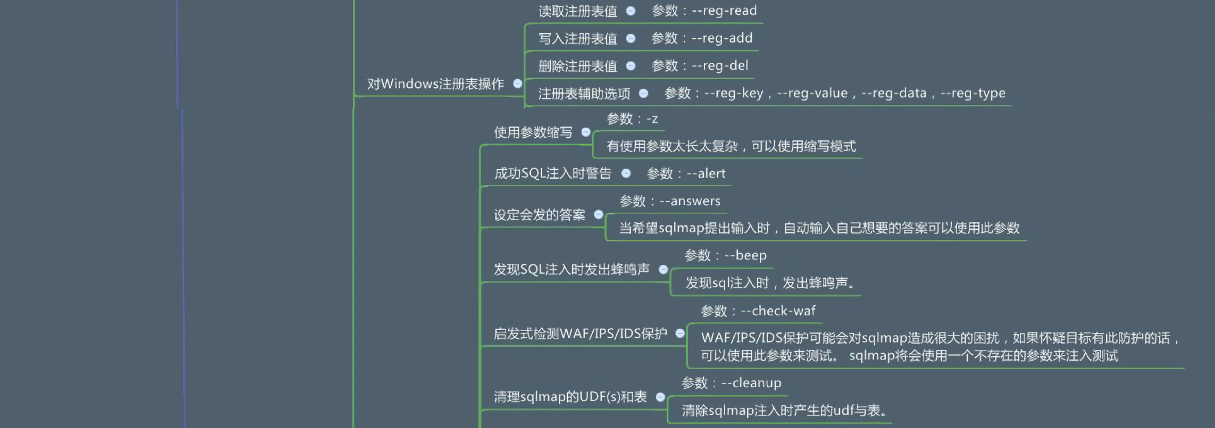 读取注册表值 参数：--reg-read
写入注册表值 参数：--reg-add
删除注册表值 参数：--reg-del
对Windows注册表操作
注册表辅助选项 参数：--reg-key，--reg-value，--reg-data，--reg-type
使用参数缩写
参数：-z
有使用参数太长太复杂，可以使用缩写模式
成功SQL注入时警告 参数：--alert
设定会发的答案
参数：--answers
当希望sqlmap提出输入时，自动输入自己想要的答案可以使用此参数
发现SQL注入时发出蜂鸣声
参数：--beep
发现sql注入时，发出蜂鸣声。
启发式检测WAF/IPS/IDS保护
参数：--check-waf
WAF/IPS/IDS保护可能会对sqlmap造成很大的困扰，如果怀疑目标有此防护的话，
可以使用此参数来测试。 sqlmap将会使用一个不存在的参数来注入测试
清理sqlmap的UDF(s)和表
参数：--cleanup
清除sqlmap注入时产生的udf与表。